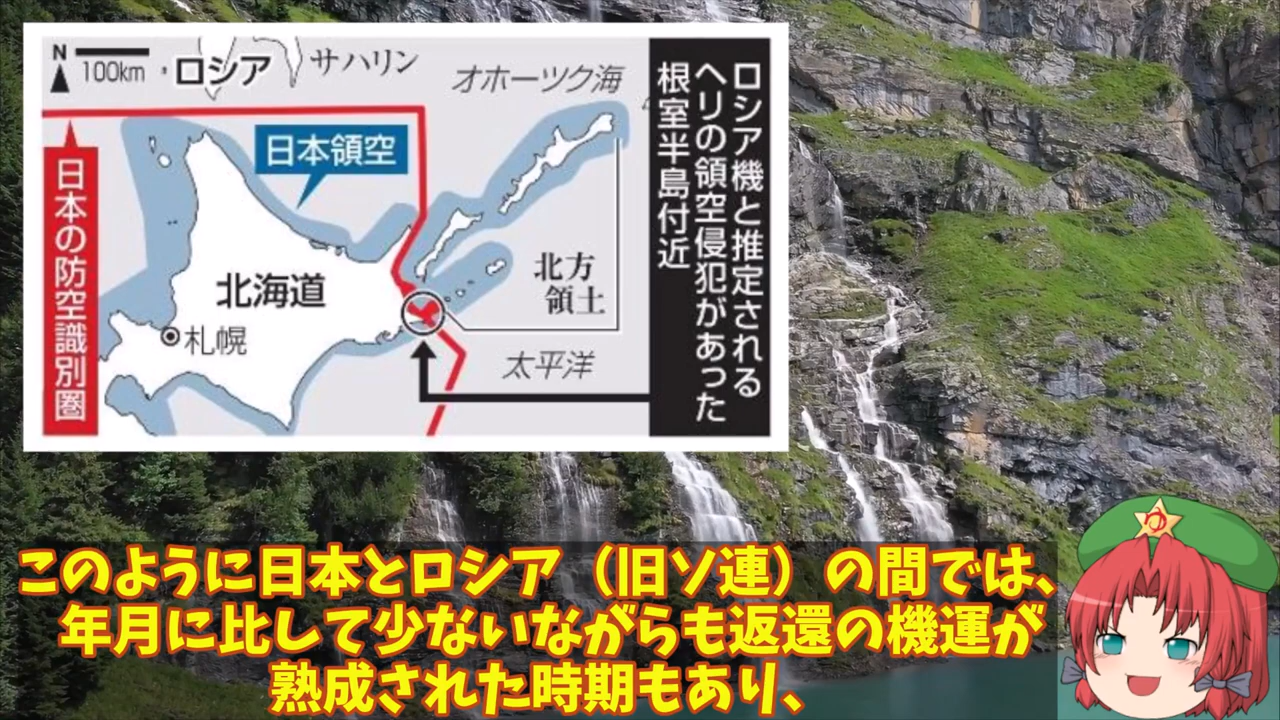 N
100km
ロシア
サハリン
オホーツク海
日本領空
日本の防空識別圏
北海道
札幌
北方
領土
太平洋
ロシア機と推定される
ヘリの領空侵犯があった
根室半島付近
このように日本とロシア（旧ソ連）の間では、
年月に比して少ないながらも返還の機運が
熟成された時期もあり、